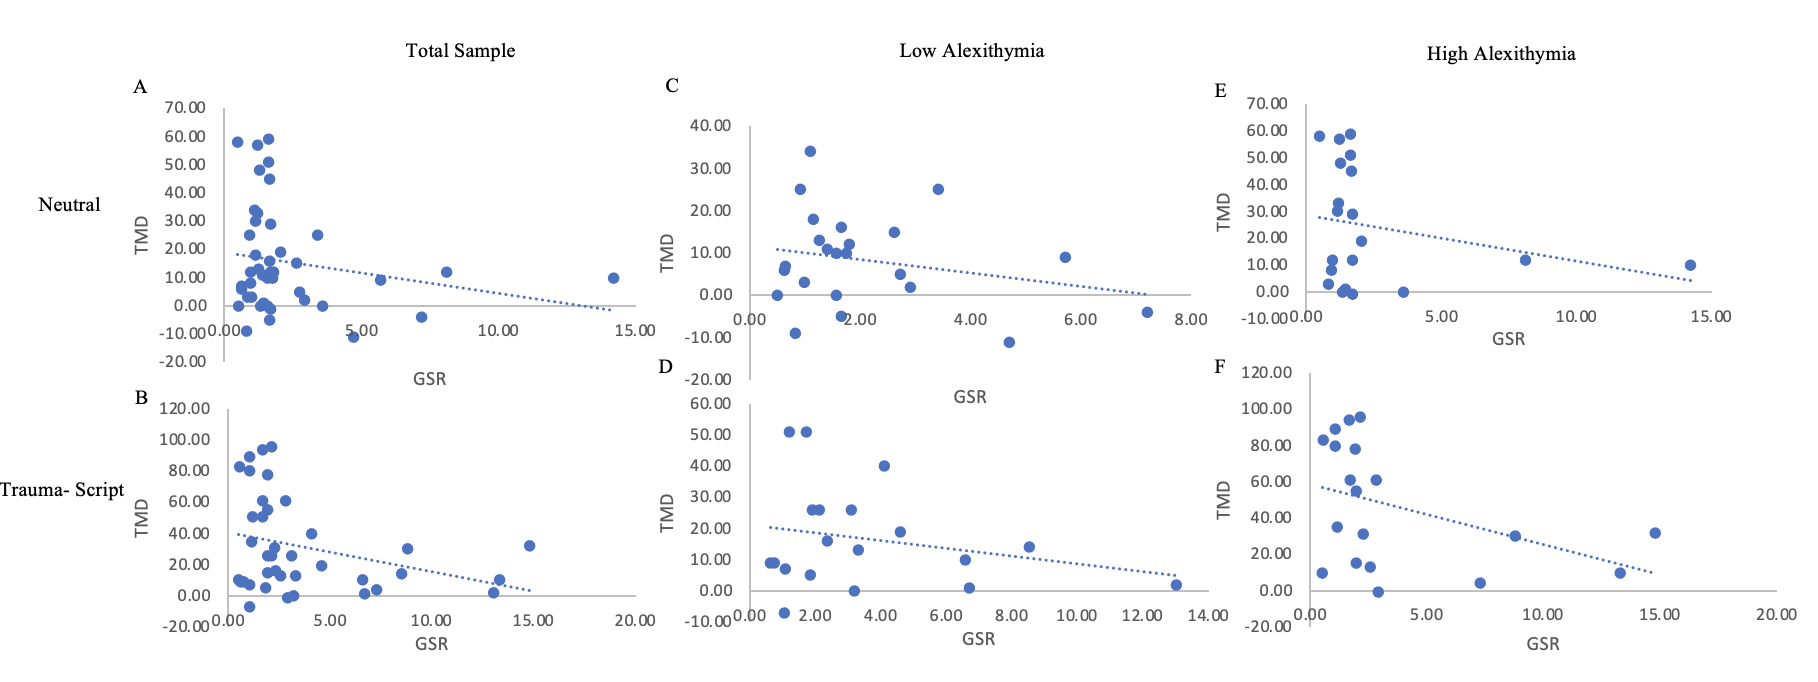 Total Sample
Low Alexithymia
High Alexithymia
Neutral
Trauma- Script
A
70.00
60.00
50.00
40.00
30.00
20.00
10.00
0.00
-10.00
-20.00
TMD
0.00 5.00 10.00 15.00
GSR
C
40.00
30.00
20.00
10.00
0.00
-10.00
-20.00
TMD
0.00 2.00 4.00 6.00 8.00
GSR
E
70.00
60.00
50.00
40.00
30.00
20.00
10.00
0.00
-10.00
TMD
0.00 5.00 10.00 15.00
GSR
B
120.00
100.00
80.00
60.00
40.00
20.00
0.00
-20.00
TMD
0.00 5.00 10.00 15.00 20.00
GSR
D
60.00
50.00
40.00
30.00
20.00
10.00
0.00
-10.00
TMD
0.00 2.00 4.00 6.00 8.00 10.00 12.00 14.00
GSR
F
120.00
100.00
80.00
60.00
40.00
20.00
0.00
-20.00
TMD
0.00 5.00 10.00 15.00 20.00
GSR